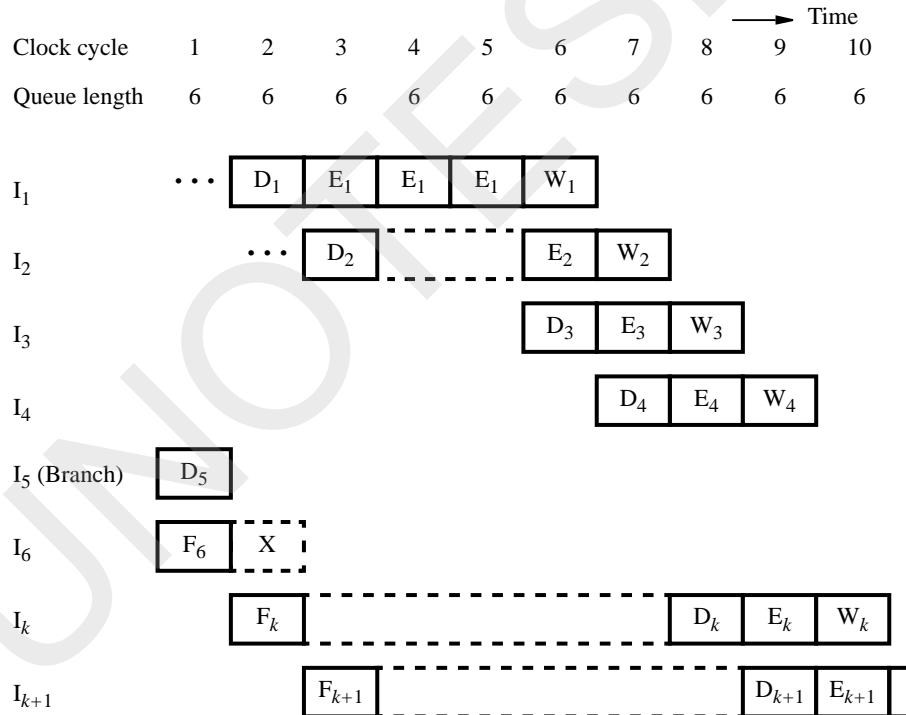 Time
Clock cycle 1 2 3 4 5 6 7 8 9 10
Queue length 6 6 6 6 6 6 6 6 6 6
I1 ••• D1 E1 E1 E1 W1
I2 ••• D2 E2 W2
I3 D3 E3 W3
I4 D4 E4 W4
I5 (Branch) D5
I6 F6 X
Ik Fk Dk Ek Wk
Ik+1 Fk+1 Dk+1 Ek+1
UNOTES